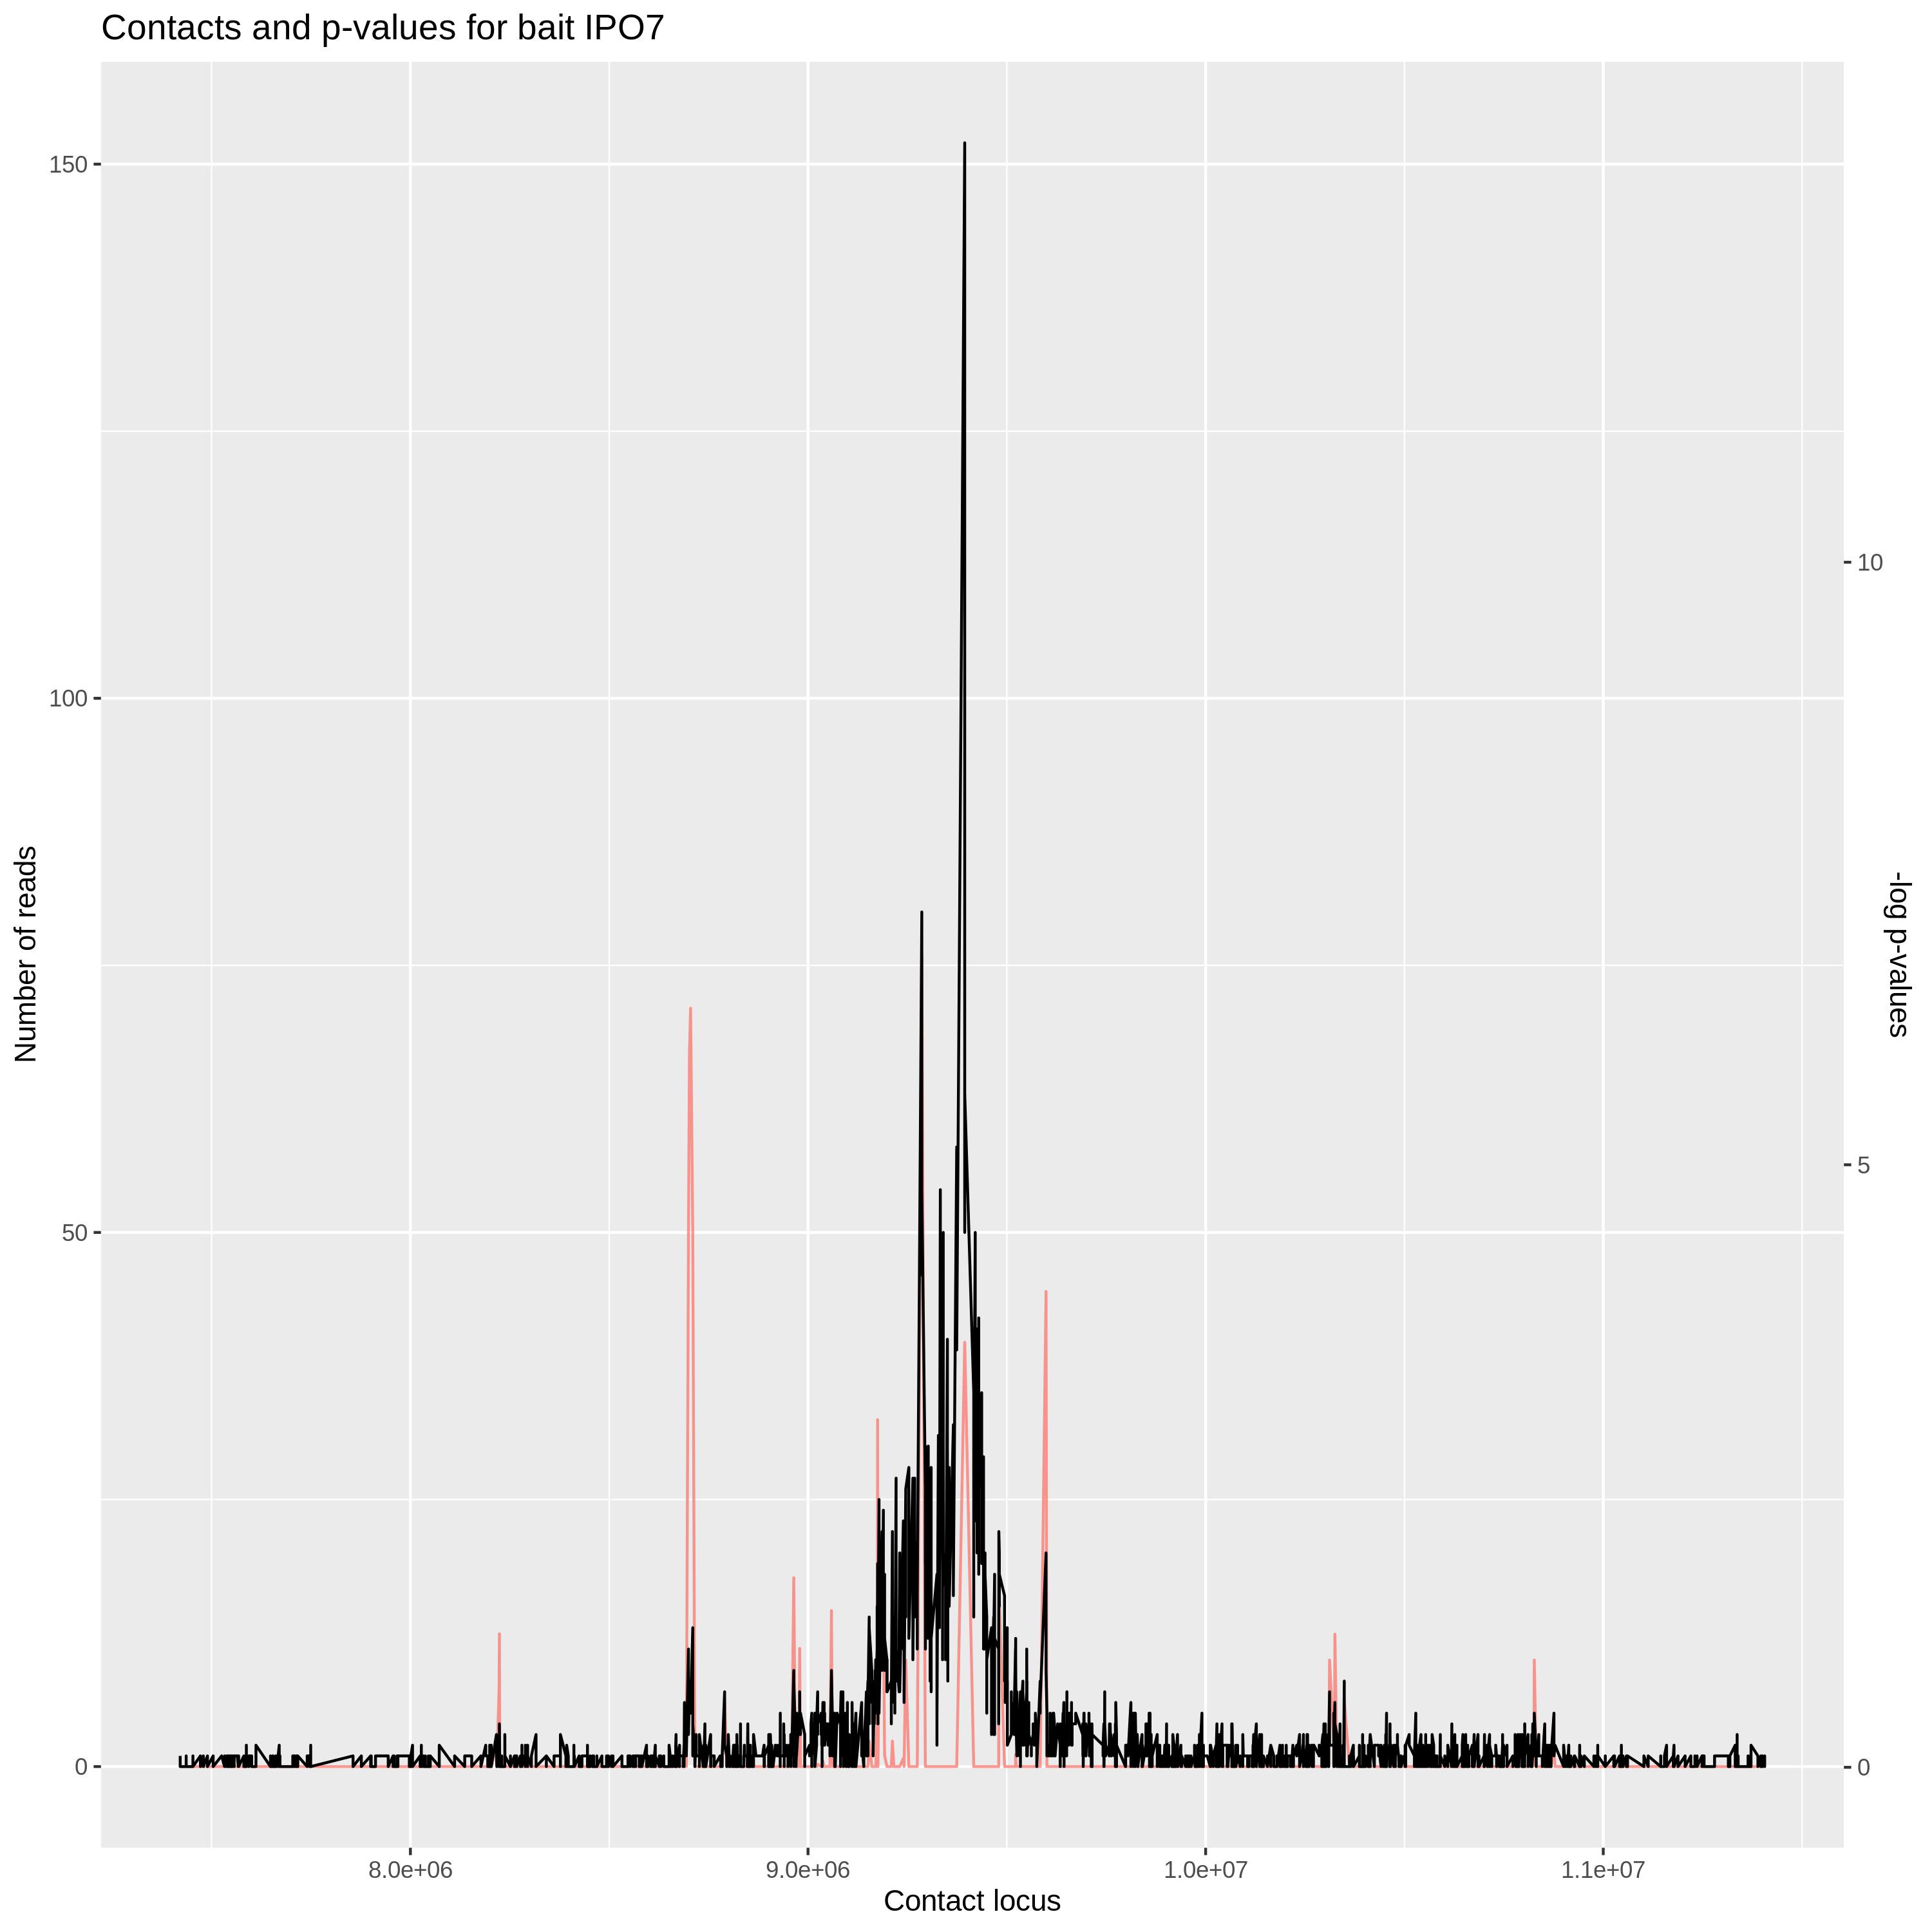 Contacts and p-values for bait IPO7
150
100
50
0
Number of reads
10
5
0
-log p-values
8.0e+06
9.0e+06
1.0e+07
1.1e+07
Contact locus